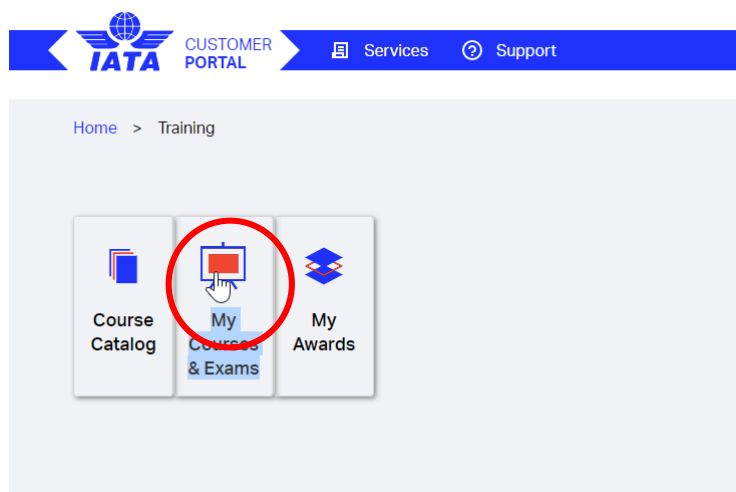 IATA
CUSTOMER
PORTAL
Services
Support
Home > Training
Course
Catalog
My
Courses
& Exams
My
Awards